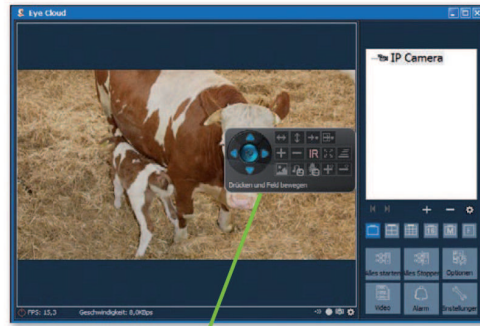 Eye Cloud
IP Camera
IR
Drücken und Feld bewegen
Alles starten
Alles Stoppen
Optionen
Video
Alarm
Einstellungen
FPS: 15,3 Geschwindigkeit: 8,0KBps